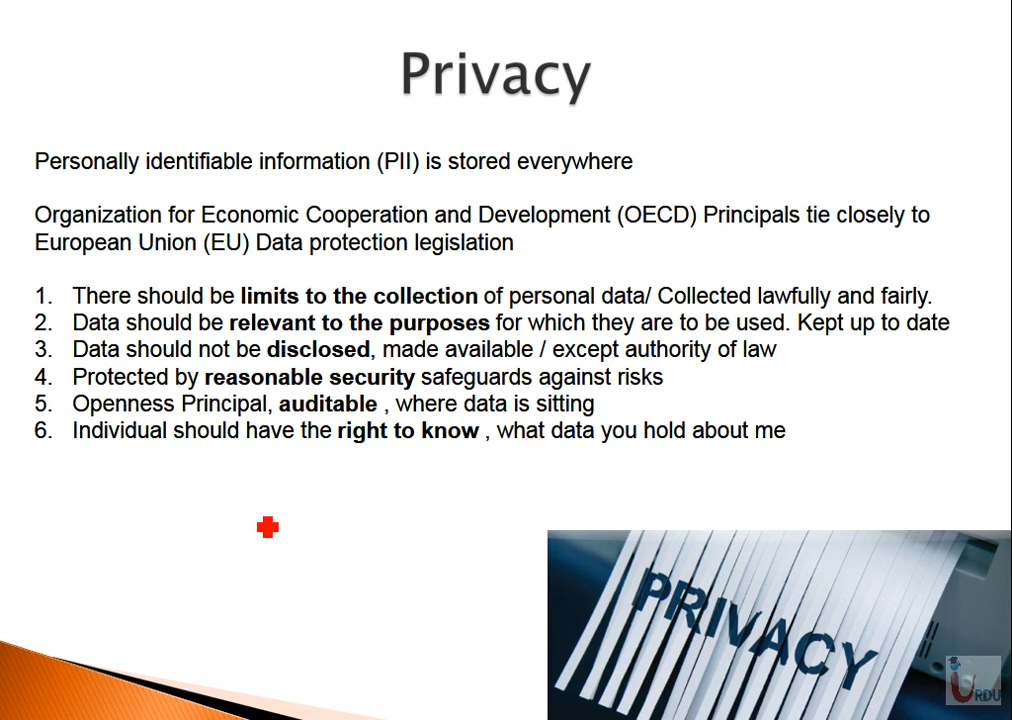 Privacy
Personally identifiable information (PII) is stored everywhere
Organization for Economic Cooperation and Development (OECD) Principals tie closely to
European Union (EU) Data protection legislation
1. There should be limits to the collection of personal data/ Collected lawfully and fairly.
2. Data should be relevant to the purposes for which they are to be used. Kept up to date
3. Data should not be disclosed, made available / except authority of law
4. Protected by reasonable security safeguards against risks
5. Openness Principal, auditable , where data is sitting
6. Individual should have the right to know , what data you hold about me
PRIVACY
URDU